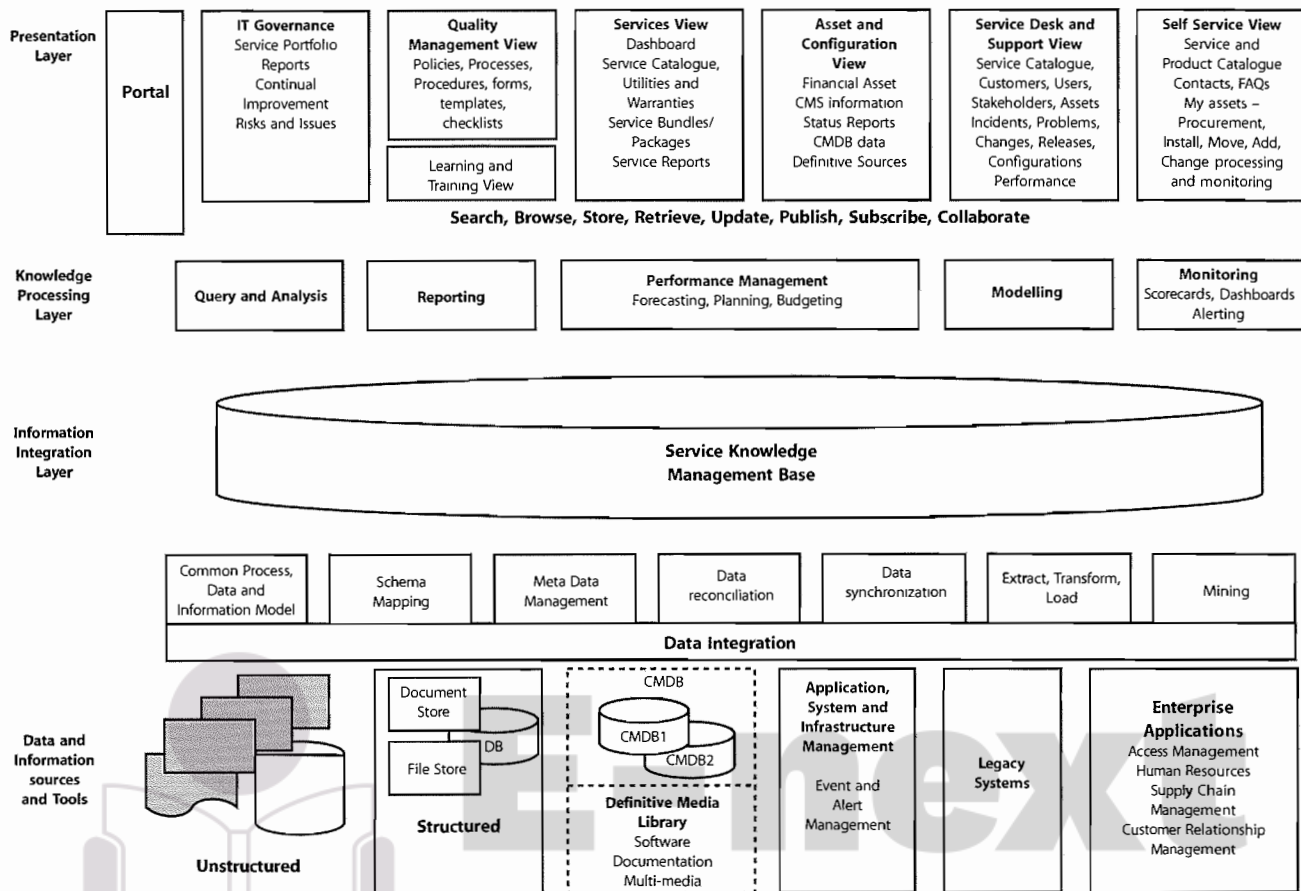 Presentation
Layer
Portal
IT Governance
Service Portfolio
Reports
Continual
Improvement
Risks and Issues
Quality
Management View
Policies, Processes,
Procedures, forms,
templates,
checklists
Learning and
Training View
Services View
Dashboard
Service Catalogue,
Utilities and
Warranties
Service Bundles/
Packages
Service Reports
Asset and
Configuration
View
Financial Asset
CMS information
Status Reports
CMDB data
Definitive Sources
Service Desk and
Support View
Service Catalogue,
Customers, Users,
Stakeholders, Assets
Incidents, Problems,
Changes, Releases,
Configurations
Performance
Self Service View
Service and
Product Catalogue
Contacts, FAQs
My assets –
Procurement,
Install, Move, Add,
Change processing
and monitoring
Search, Browse, Store, Retrieve, Update, Publish, Subscribe, Collaborate
Knowledge
Processing
Layer
Query and Analysis
Reporting
Performance Management
Forecasting, Planning, Budgeting
Modelling
Monitoring
Scorecards, Dashboards
Alerting
Information
Integration
Layer
Service Knowledge
Management Base
Common Process,
Data and
Information Model
Schema
Mapping
Meta Data
Management
Data
reconciliation
Data
synchronization
Extract, Transform,
Load
Mining
Data Integration
Data and
Information
sources
and Tools
Unstructured
Document
Store
DB
File Store
Structured
CMDB
CMDB1
CMDB2
Definitive Media
Library
Software
Documentation
Multi-media
Application,
System and
Infrastructure
Management
Event and
Alert
Management
Legacy
Systems
Enterprise
Applications
Access Management
Human Resources
Supply Chain
Management
Customer Relationship
Management
E-next